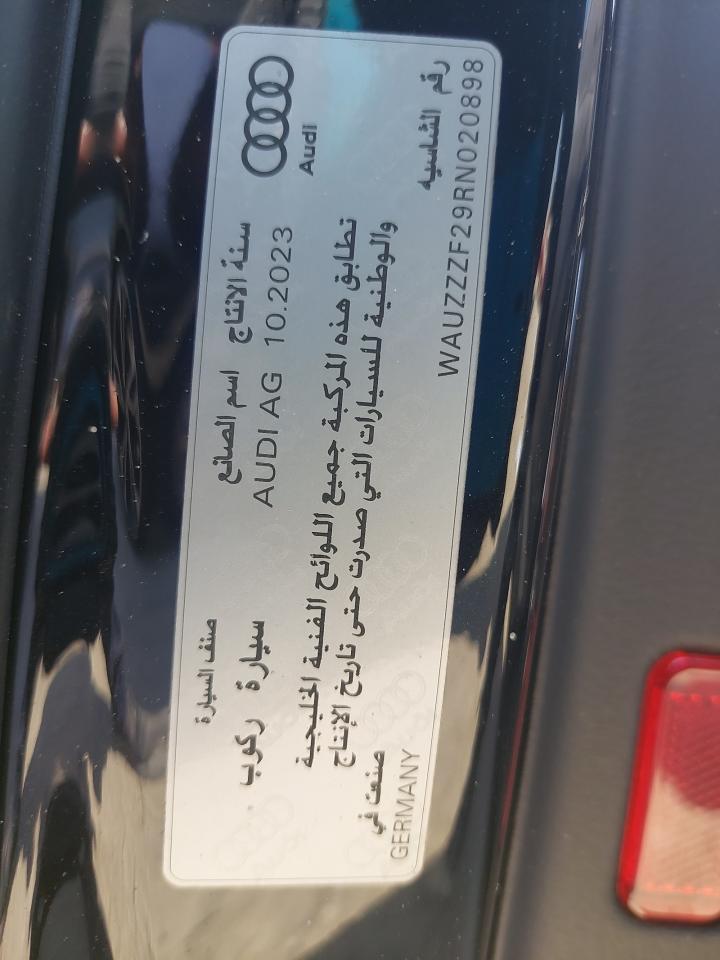 Audi
سنة الانتاج
10.2023
اسم الصانع
AUDI AG
صنف السيارة
سيارة ركوب
تطابق هذه المركبة جميع اللوائح الفنية الخليجية
والوطنية للسيارات التي صدرت حتى تاريخ الإنتاج
رقم الشاسيه
WAUZZZF29RN020898
صنعت في
GERMANY